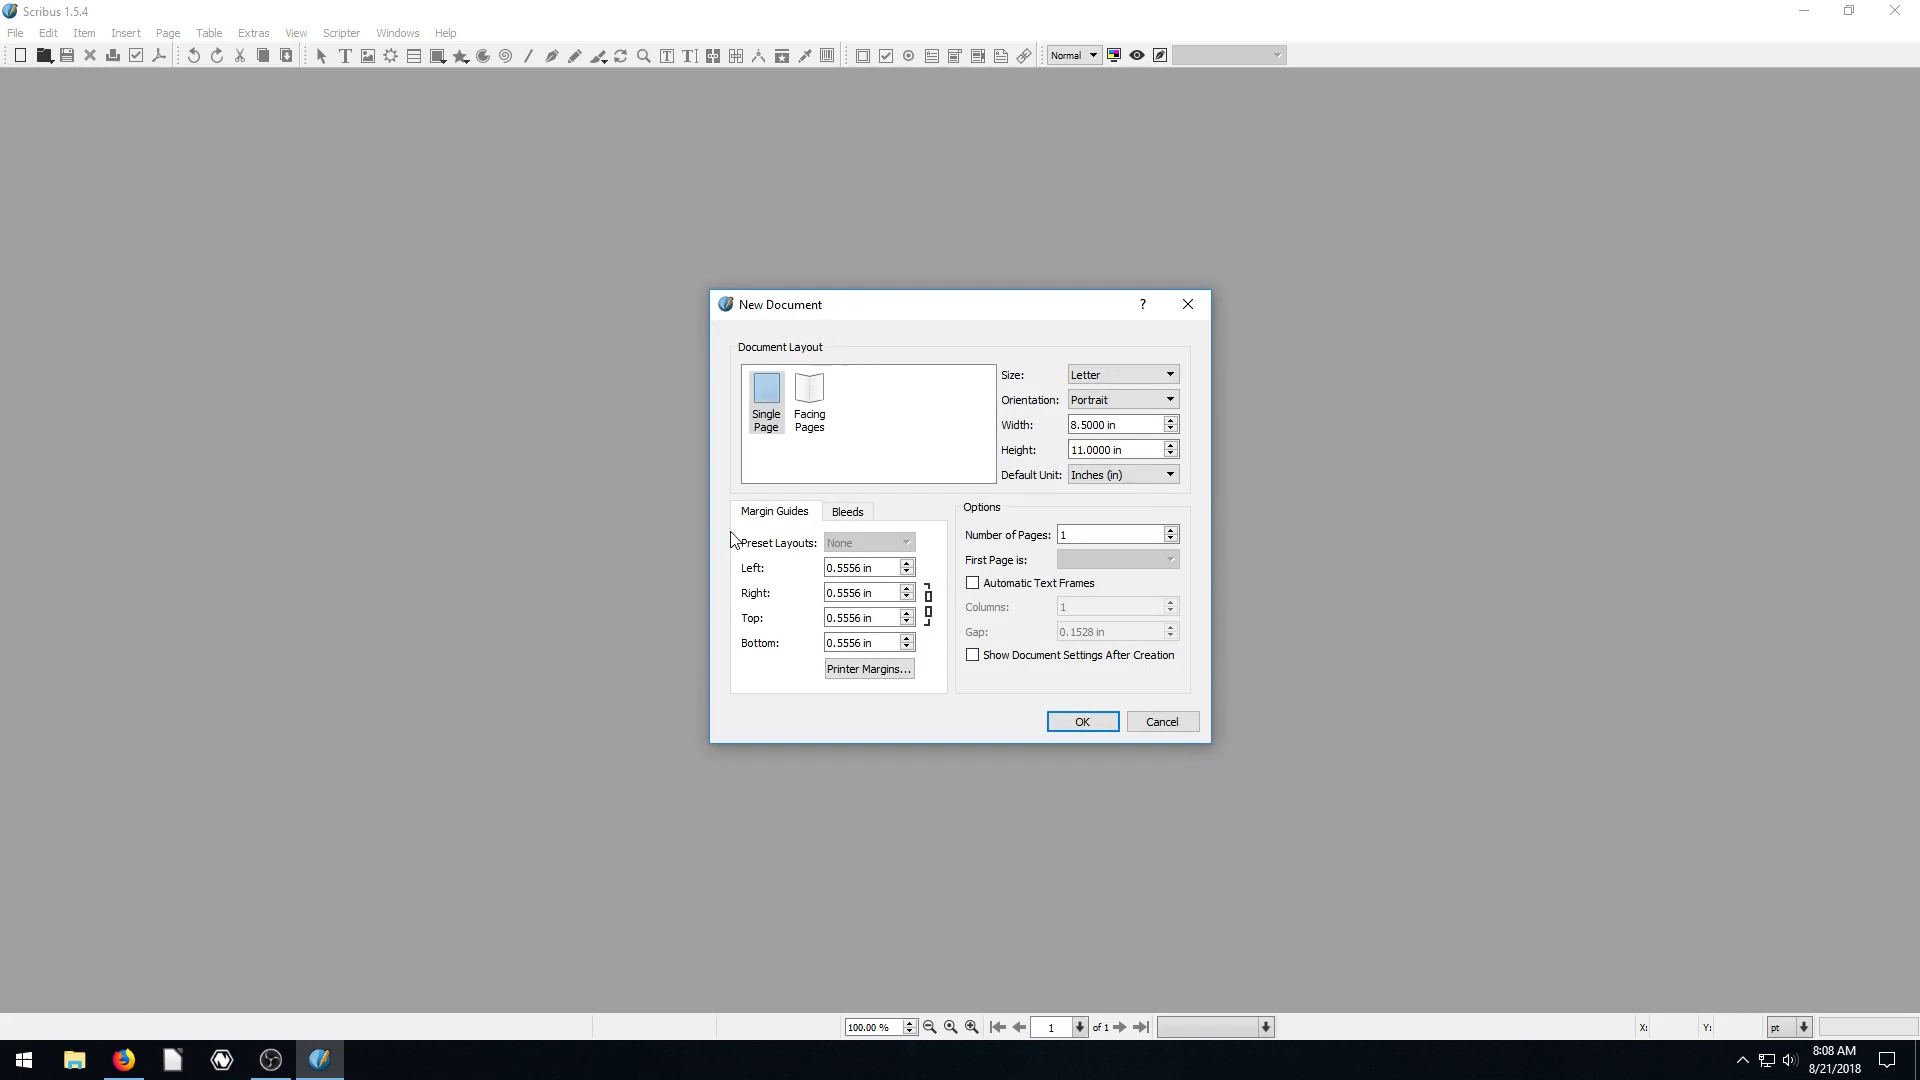 Scribus 1.5.4
File Edit Item Insert Page Table Extras View Scripter Windows Help
Normal
New Document ?
Document Layout
Single Page
Facing Pages
Size: Letter
Orientation: Portrait
Width: 8.5000 in
Height: 11.0000 in
Default Unit: Inches (in)
Margin Guides Bleeds
Preset Layouts: None
Left: 0.5556 in
Right: 0.5556 in
Top: 0.5556 in
Bottom: 0.5556 in
Printer Margins...
Options
Number of Pages: 1
First Page is:
Automatic Text Frames
Columns: 1
Gap: 0.1528 in
Show Document Settings After Creation
OK Cancel
100.00 % 1 of 1 X: Y: pt
8:08 AM
8/21/2018